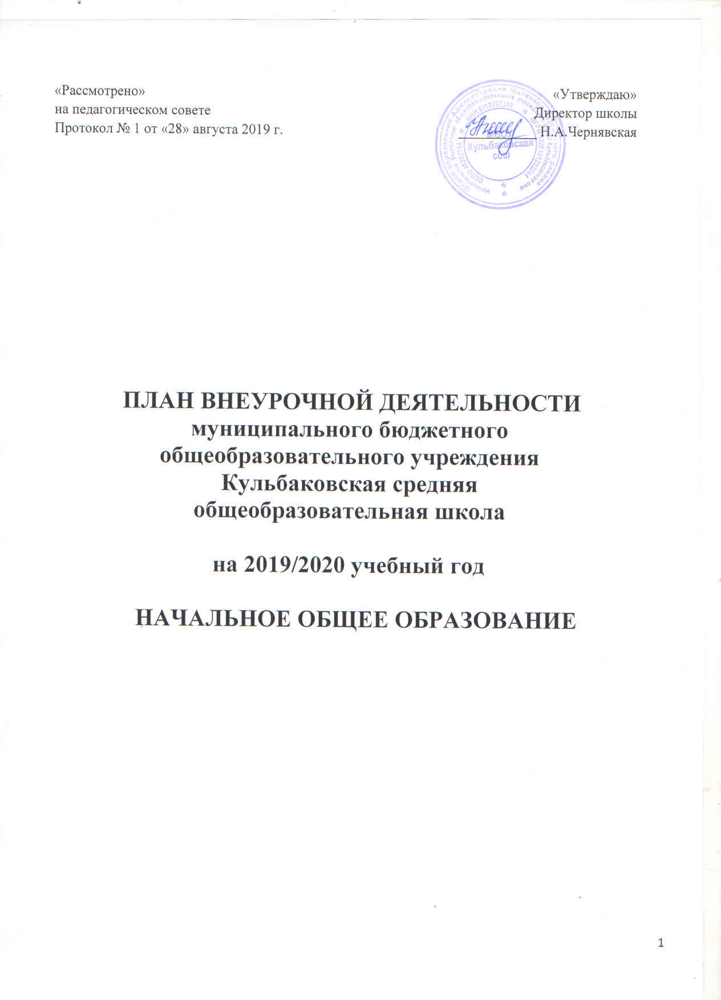 «Рассмотрено»
на педагогическом совете
Протокол № 1 от «28» августа 2019 г.
«Утверждаю»
Директор школы
Н.А.Чернявская
Кульбаковская
сош
ПЛАН ВНЕУРОЧНОЙ ДЕЯТЕЛЬНОСТИ
муниципального бюджетного
общеобразовательного учреждения
Кульбаковская средняя
общеобразовательная школа
на 2019/2020 учебный год
НАЧАЛЬНОЕ ОБЩЕЕ ОБРАЗОВАНИЕ
1